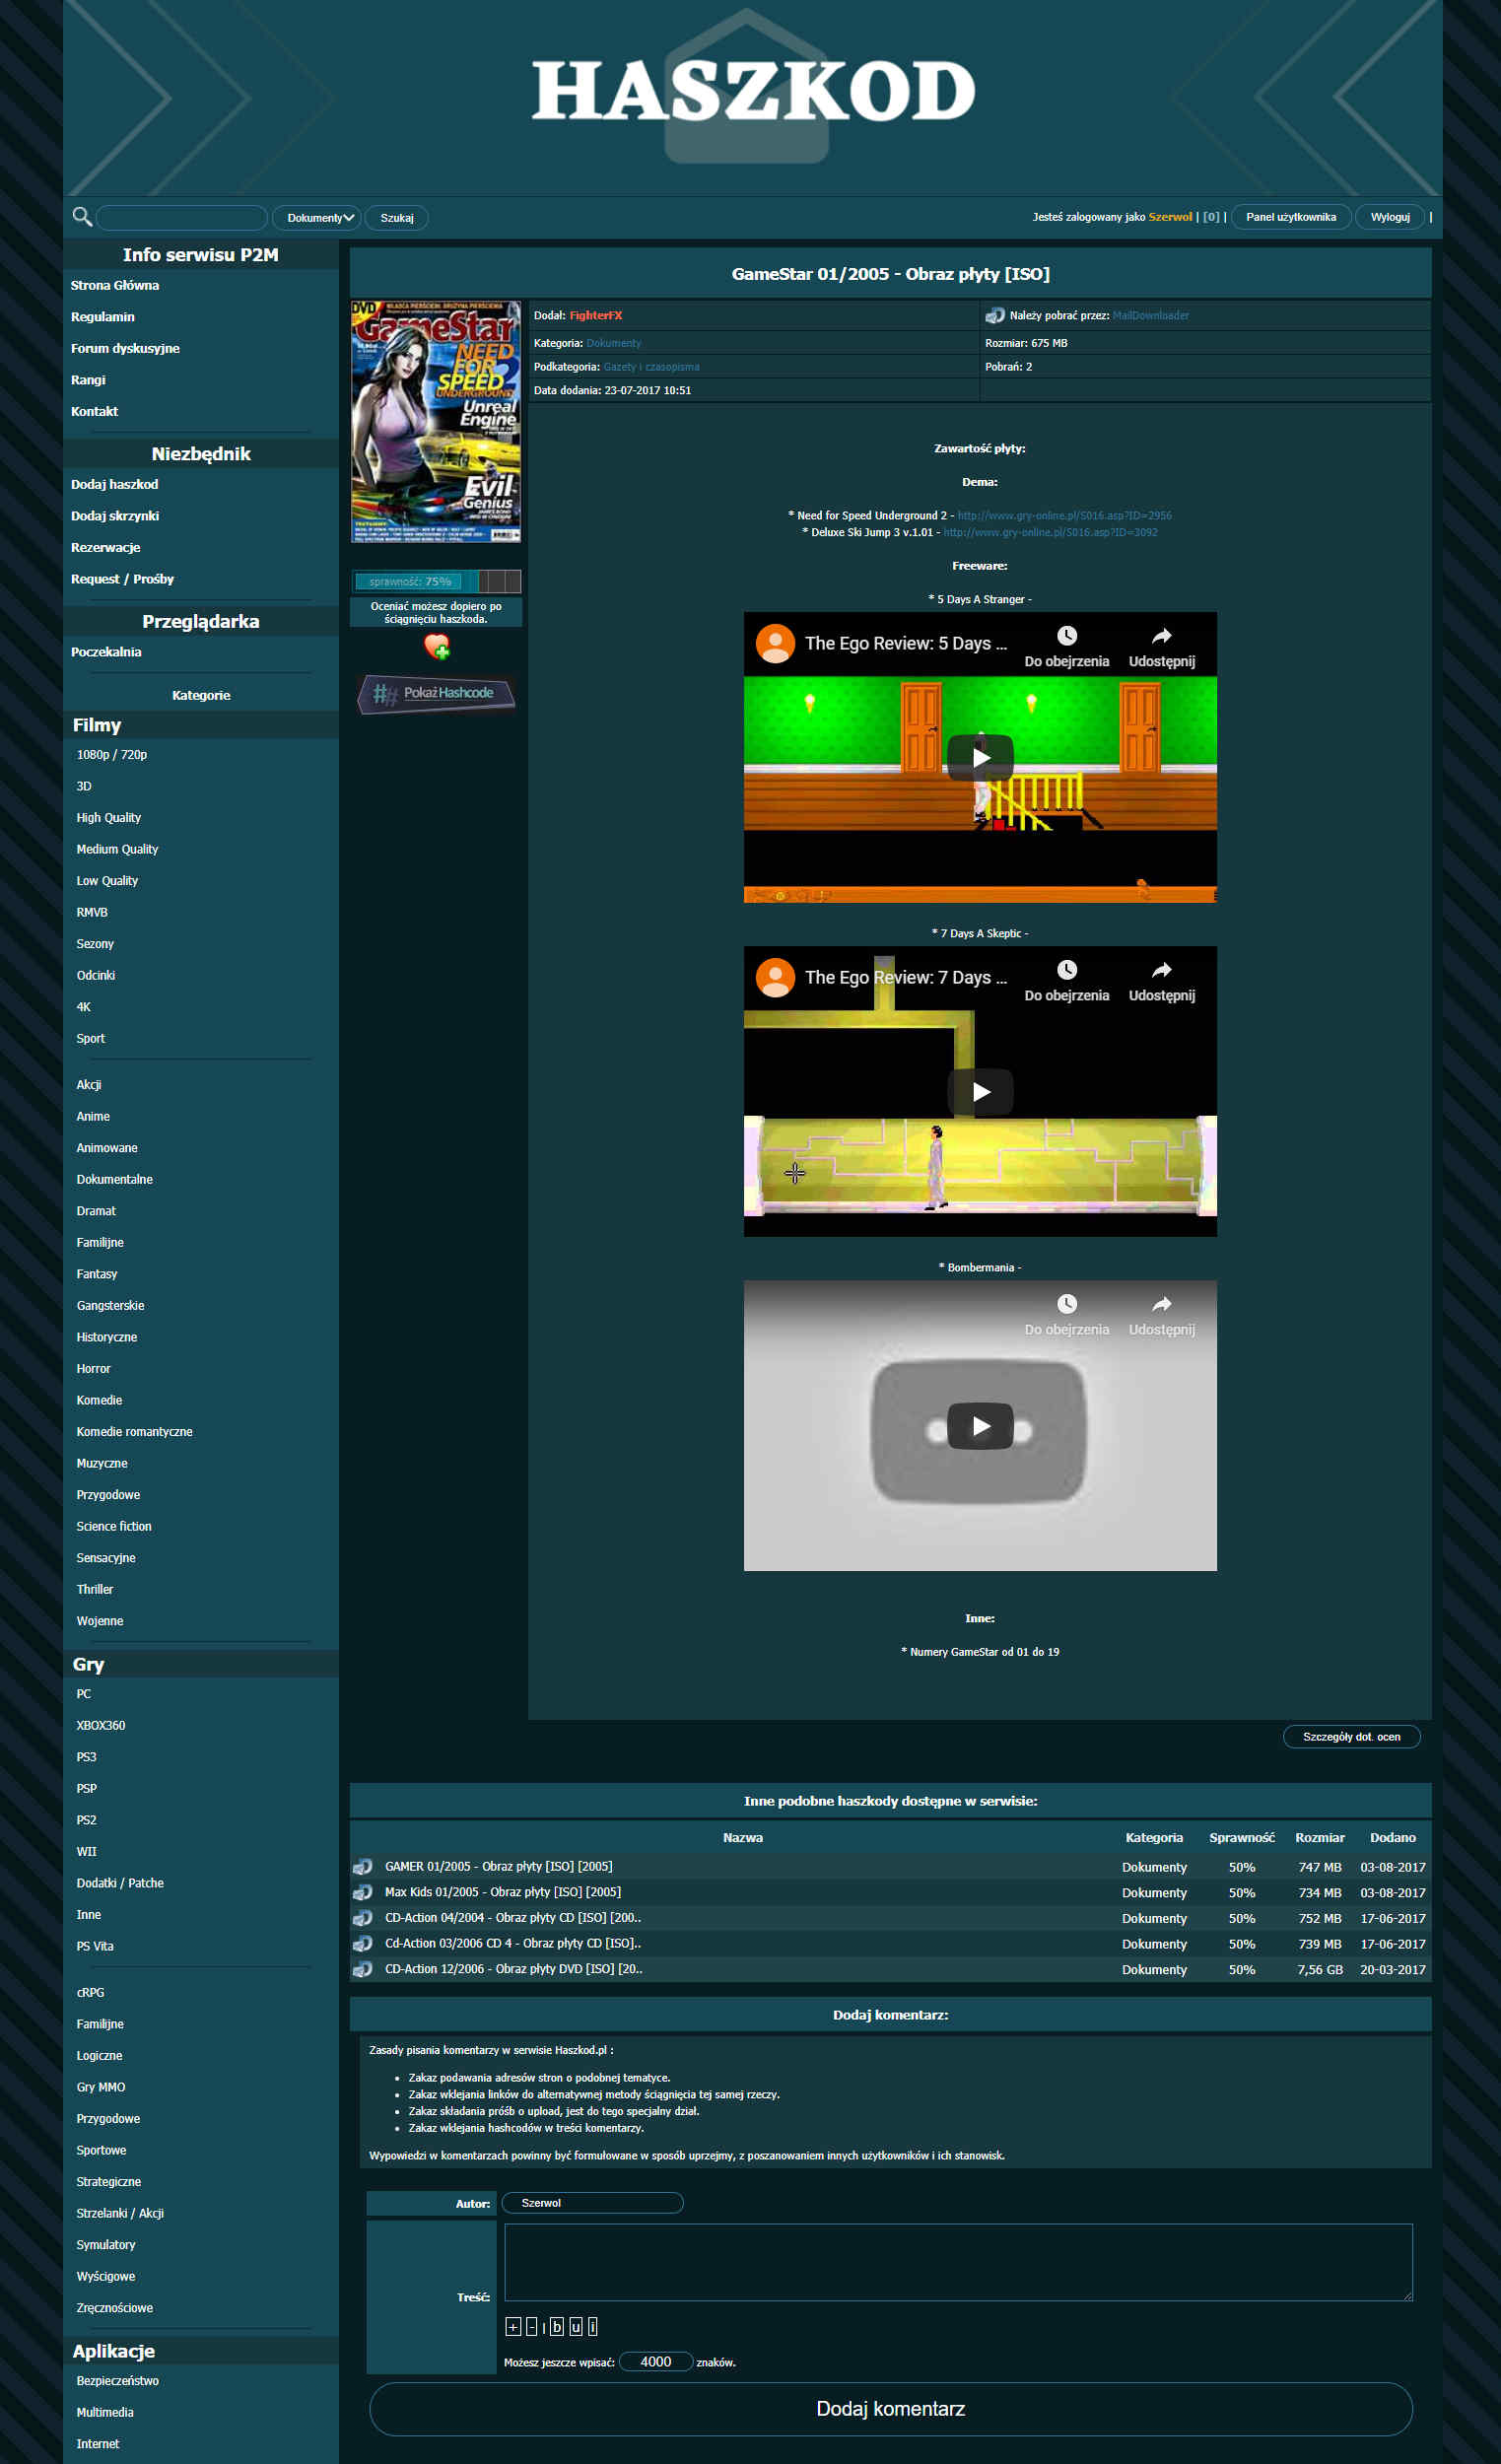 HASZKOD
Dokumenty
Szukaj
Jesteś zalogowany jako Szerwol | [0] |
Panel użytkownika
Wyloguj
|
Info serwisu P2M
Strona Główna
Regulamin
Forum dyskusyjne
Rangi
Kontakt
Niezbędnik
Dodaj haszkod
Dodaj skrzynki
Rezerwacje
Request / Prośby
Przeglądarka
Poczekalnia
Kategorie
Filmy
1080p / 720p
3D
High Quality
Medium Quality
Low Quality
RMVB
Sezony
Odcinki
4K
Sport
Akcji
Anime
Animowane
Dokumentalne
Dramat
Familijne
Fantasy
Gangsterskie
Historyczne
Horror
Komedie
Komedie romantyczne
Muzyczne
Przygodowe
Science fiction
Sensacyjne
Thriller
Wojenne
Gry
PC
XBOX360
PS3
PSP
PS2
WII
Dodatki / Patche
Inne
PS Vita
cRPG
Familijne
Logiczne
Gry MMO
Przygodowe
Sportowe
Strategiczne
Strzelanki / Akcji
Symulatory
Wyścigowe
Zręcznościowe
Aplikacje
Bezpieczeństwo
Multimedia
Internet
GameStar 01/2005 - Obraz płyty [ISO]
DVD
WŁADCA PIERŚCIENI: DRUŻYNA PIERŚCIENIA
GameStar
NEED
FOR
SPEED 2
UNDERGROUND
Unreal
Engine
Evil
Genius
sprawność: 75%
Oceniać możesz dopiero po
ściągnięciu haszkoda.
## Pokaż Hashcode
Dodał: FighterFX
Należy pobrać przez: MailDownloader
Kategoria: Dokumenty
Rozmiar: 675 MB
Podkategoria: Gazety i czasopisma
Pobrań: 2
Data dodania: 23-07-2017 10:51
Zawartość płyty:
Dema:
* Need for Speed Underground 2 - http://www.gry-online.pl/S016.asp?ID=2956
* Deluxe Ski Jump 3 v.1.01 - http://www.gry-online.pl/S016.asp?ID=3092
Freeware:
* 5 Days A Stranger -
The Ego Review: 5 Days ...
Do obejrzenia
Udostępnij
* 7 Days A Skeptic -
The Ego Review: 7 Days ...
Do obejrzenia
Udostępnij
* Bombermania -
Do obejrzenia
Udostępnij
Inne:
* Numery GameStar od 01 do 19
Szczegóły dot. ocen
Inne podobne haszkody dostępne w serwisie:
Nazwa Kategoria Sprawność Rozmiar Dodano
GAMER 01/2005 - Obraz płyty [ISO] [2005] Dokumenty 50% 747 MB 03-08-2017
Max Kids 01/2005 - Obraz płyty [ISO] [2005] Dokumenty 50% 734 MB 03-08-2017
CD-Action 04/2004 - Obraz płyty CD [ISO] [200.. Dokumenty 50% 752 MB 17-06-2017
Cd-Action 03/2006 CD 4 - Obraz płyty CD [ISO].. Dokumenty 50% 739 MB 17-06-2017
CD-Action 12/2006 - Obraz płyty DVD [ISO] [20.. Dokumenty 50% 7,56 GB 20-03-2017
Dodaj komentarz:
Zasady pisania komentarzy w serwisie Haszkod.pl :
• Zakaz podawania adresów stron o podobnej tematyce.
• Zakaz wklejania linków do alternatywnej metody ściągnięcia tej samej rzeczy.
• Zakaz składania próśb o upload, jest do tego specjalny dział.
• Zakaz wklejania hashcodów w treści komentarzy.
Wypowiedzi w komentarzach powinny być formułowane w sposób uprzejmy, z poszanowaniem innych użytkowników i ich stanowisk.
Autor: Szerwol
Treść:
+ - | b u i
Możesz jeszcze wpisać: 4000 znaków.
Dodaj komentarz